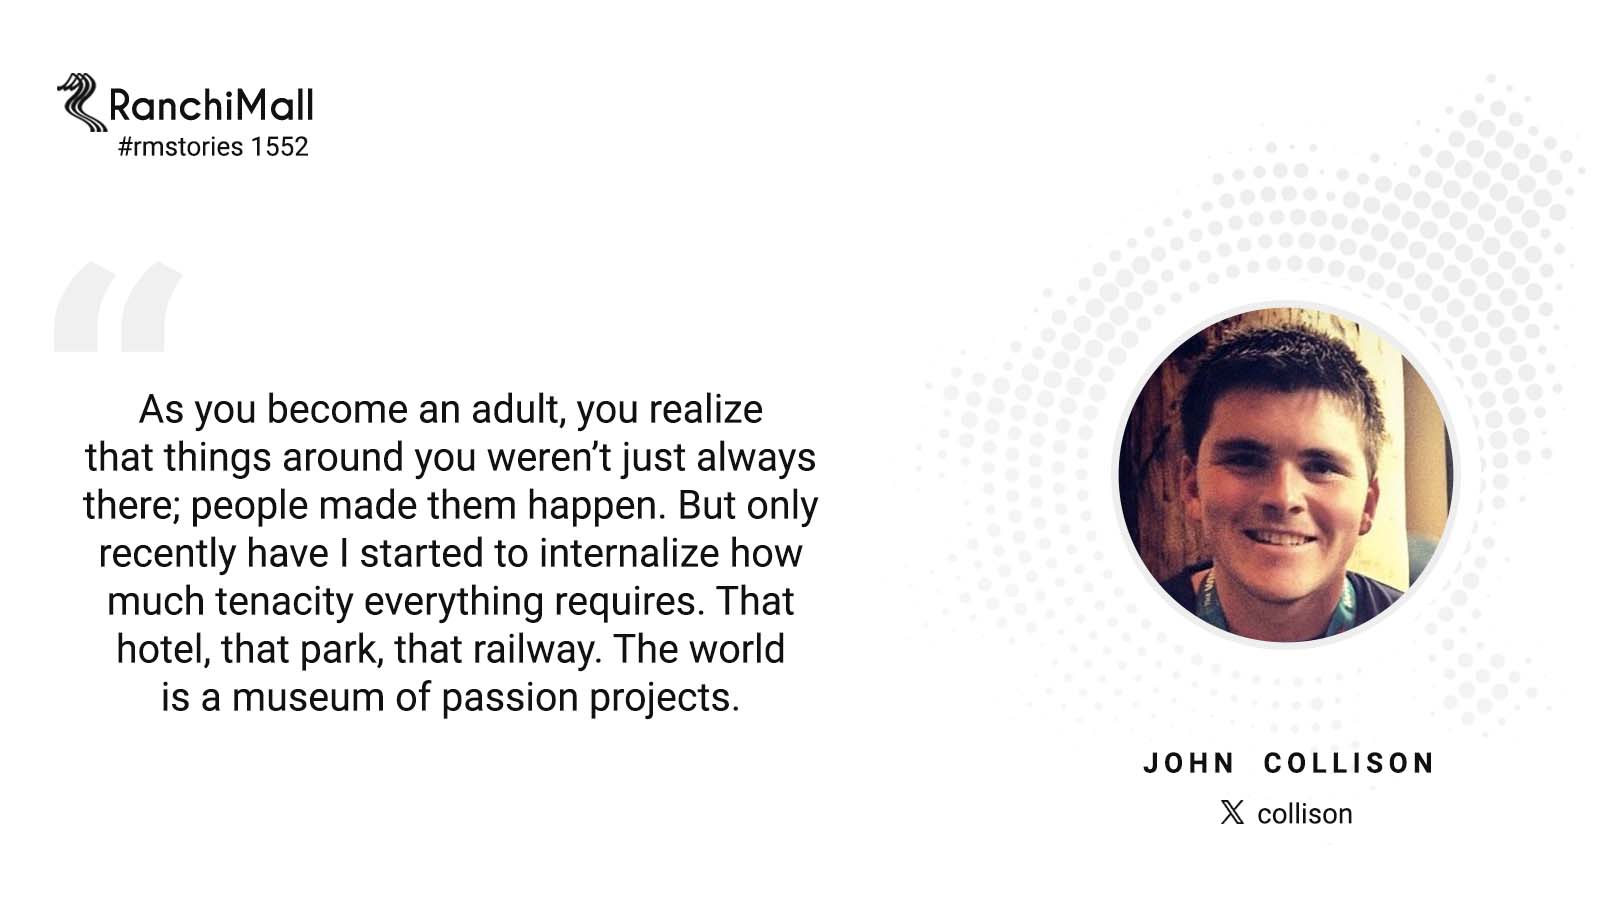 RanchiMall
#rmstories 1552
“
As you become an adult, you realize
that things around you weren’t just always
there; people made them happen. But only
recently have I started to internalize how
much tenacity everything requires. That
hotel, that park, that railway. The world
is a museum of passion projects.
JOHN COLLISON
X collison